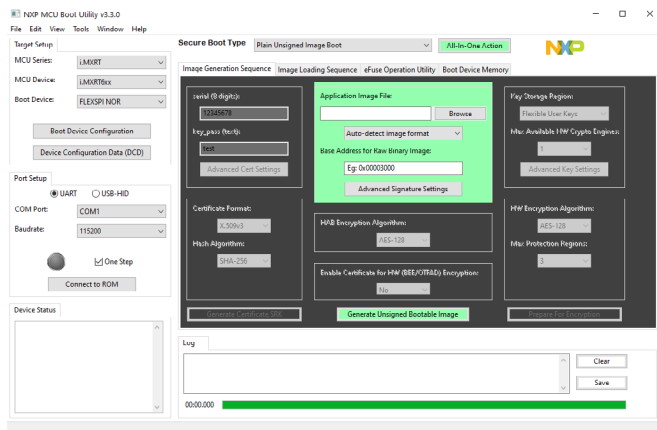 NXP MCU Boot Utility v3.3.0
File Edit View Tools Window Help
Target Setup
MCU Series: i.MXRT
MCU Device: i.MXRT6xx
Boot Device: FLEXSPI NOR
Boot Device Configuration
Device Configuration Data (DCD)
Port Setup
UART USB-HID
COM Port: COM1
Baudrate: 115200
One Step
Connect to ROM
Device Status
Secure Boot Type Plain Unsigned Image Boot All-In-One Action NXP
Image Generation Sequence Image Loading Sequence eFuse Operation Utility Boot Device Memory
serial (8 digits):
12345678
key_pass (text):
test
Advanced Cert Settings
Certificate Format:
X.509v3
Hash Algorithm:
SHA-256
Generate Certificate,SRK
Application Image File:
Browse
Auto-detect image format
Base Address for Raw Binary Image:
Eg: 0x00003000
Advanced Signature Settings
HAB Encryption Algorithm:
AES-128
Enable Certificate for HW (BEE/OTFAD) Encryption:
No
Generate Unsigned Bootable Image
Key Storage Region:
Flexible User Keys
Max Available HW Crypto Engines:
1
Advanced Key Settings
HW Encryption Algorithm:
AES-128
Max Protection Regions:
3
Prepare For Encryption
Log
Clear
Save
00:00.000